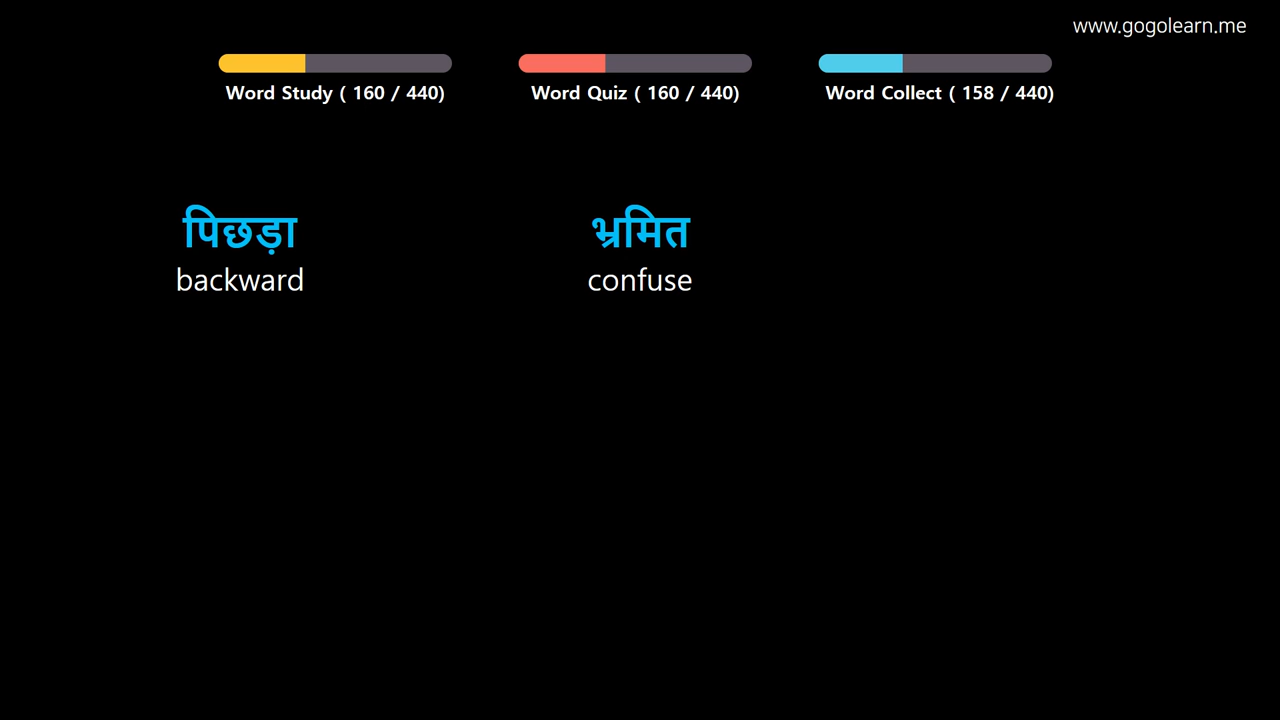 www.gogolearn.me
Word Study ( 160 / 440)
Word Quiz ( 160 / 440)
Word Collect ( 158 / 440)
पिछड़ा
backward
भ्रमित
confuse